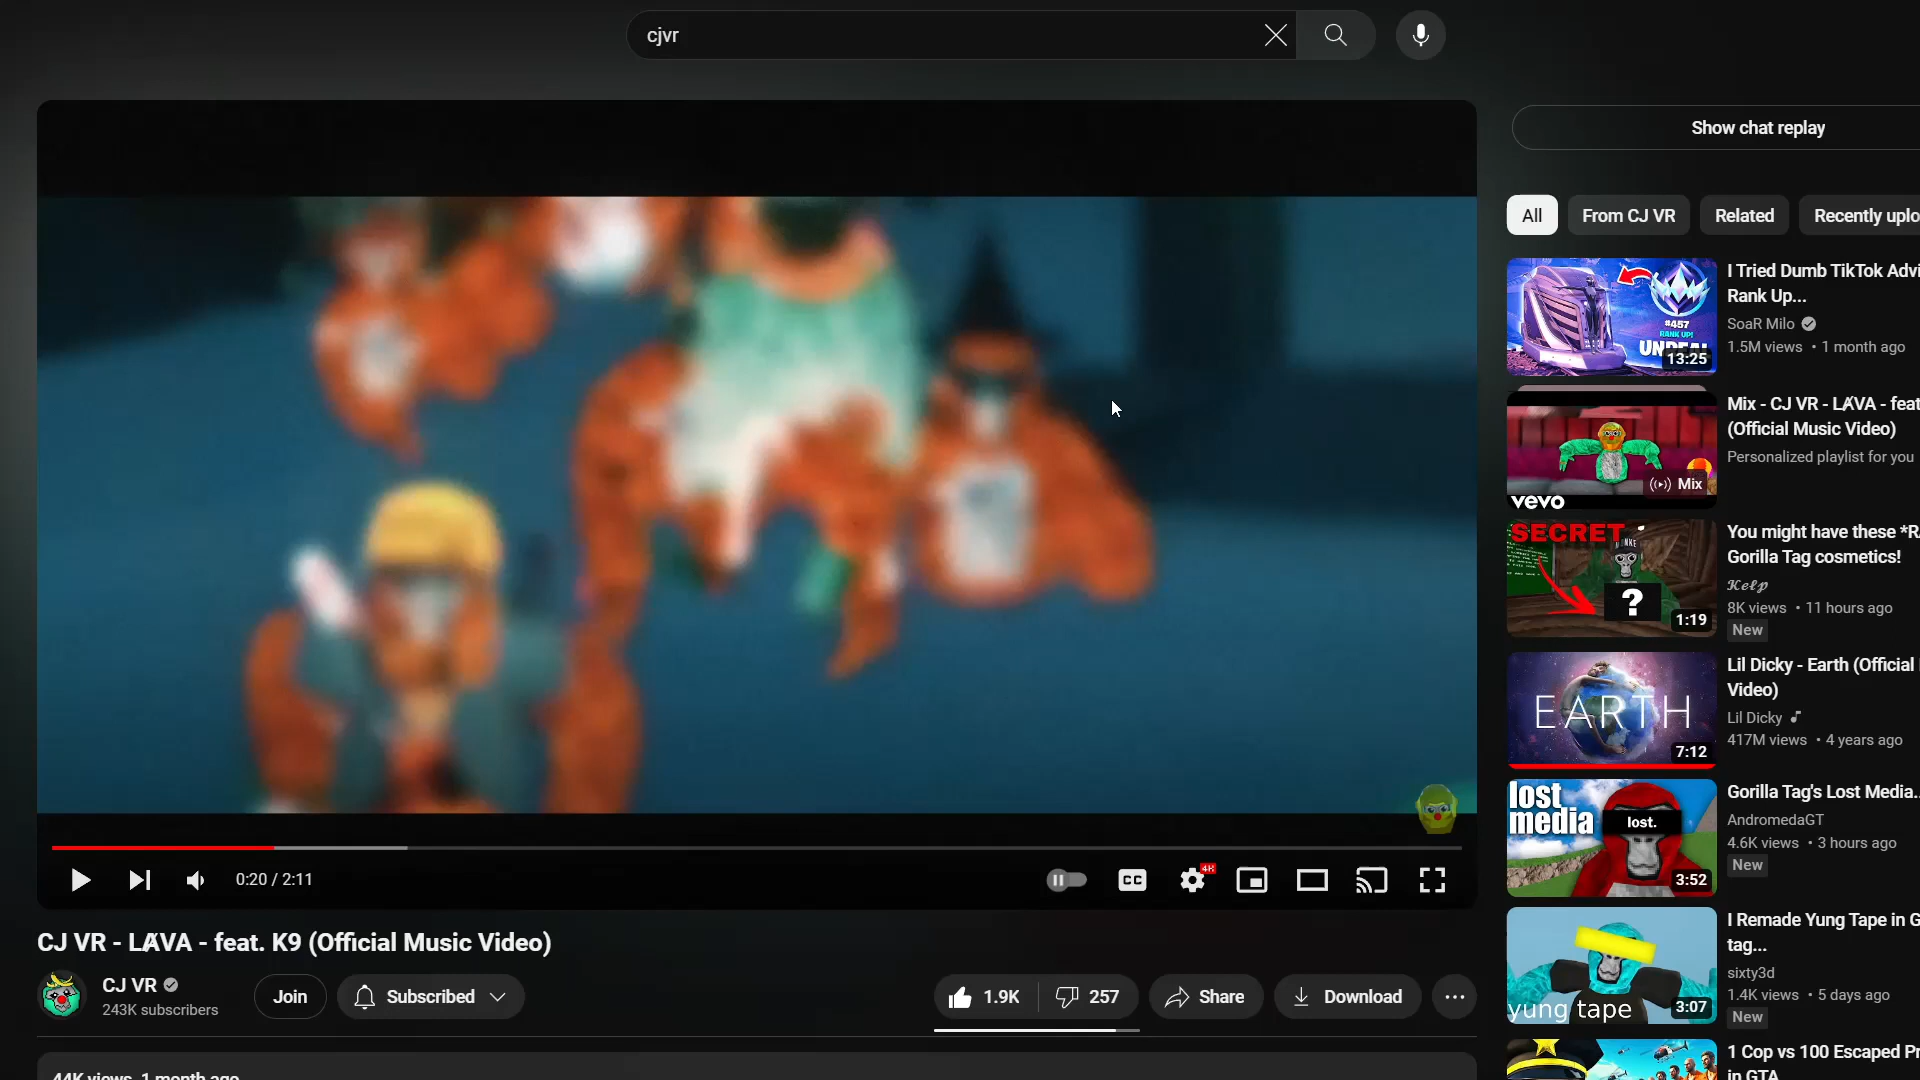 cjvr
Show chat replay
All
From CJ VR
Related
Recently uplo
#457
RANK UP!
13:25
I Tried Dumb TikTok Advi
Rank Up...
SoaR Milo
1.5M views • 1 month ago
vevo
Mix
Mix - CJ VR - LȺVA - feat
(Official Music Video)
Personalized playlist for you
SECRET
?
1:19
You might have these *R
Gorilla Tag cosmetics!
𝓚𝓮𝓵𝓹
8K views • 11 hours ago
New
EARTH
7:12
Lil Dicky - Earth (Official
Video)
Lil Dicky
417M views • 4 years ago
lost
media
lost.
3:52
Gorilla Tag's Lost Media..
AndromedaGT
4.6K views • 3 hours ago
New
yung tape
3:07
I Remade Yung Tape in G
tag...
sixty3d
1.4K views • 5 days ago
New
1 Cop vs 100 Escaped Pr
in GTA
0:20 / 2:11
CC
4K
CJ VR - LȺVA - feat. K9 (Official Music Video)
CJ VR
243K subscribers
Join
Subscribed
1.9K
257
Share
Download
44K views 1 month ago